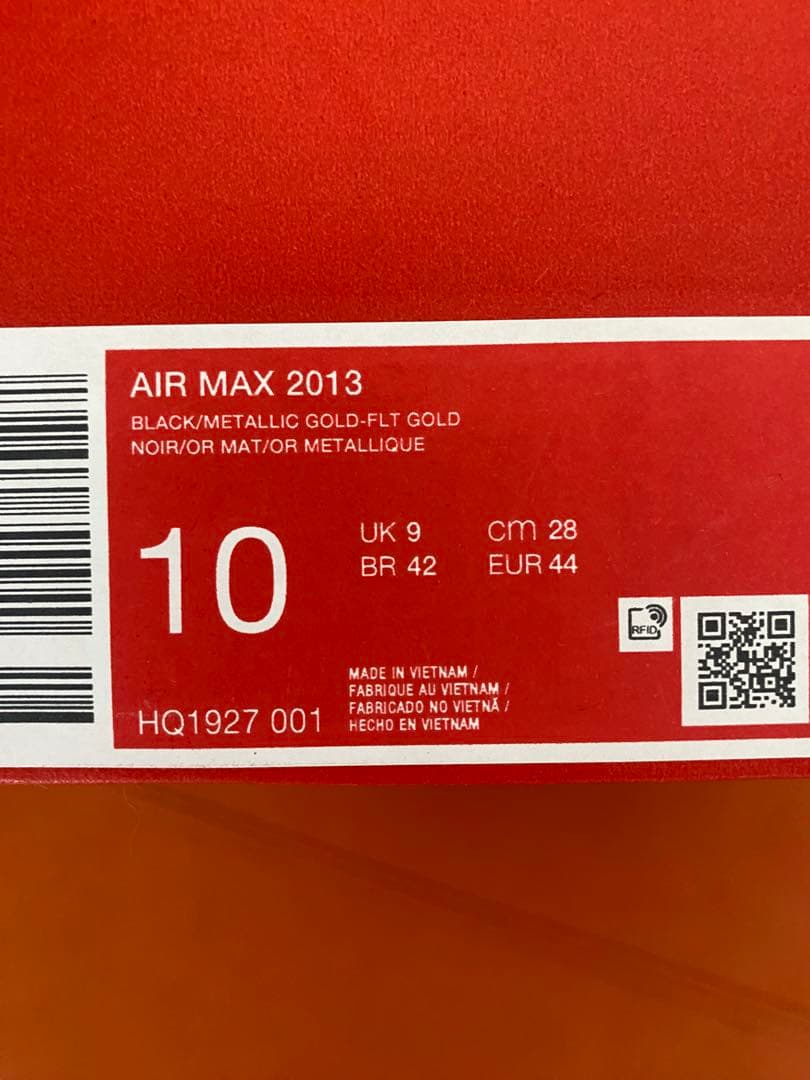 AIR MAX 2013
BLACK/METALLIC GOLD-FLT GOLD
NOIR/OR MAT/OR METALLIQUE
10
UK 9
cm 28
BR 42
EUR 44
RFID
MADE IN VIETNAM /
FABRIQUE AU VIETNAM /
FABRICADO NO VIETNÃ /
HECHO EN VIETNAM
HQ1927 001